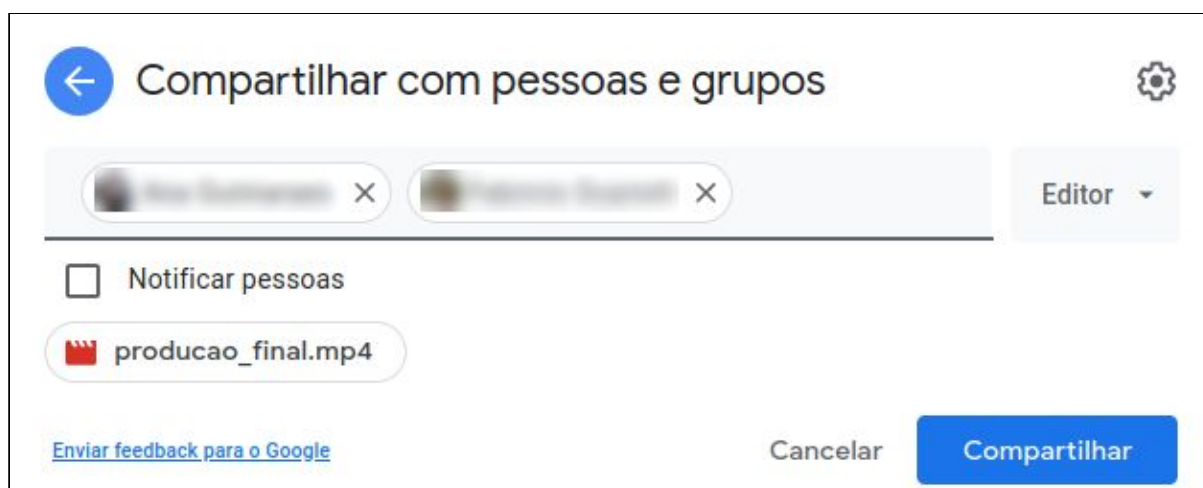 Compartilhar com pessoas e grupos
Editor
Notificar pessoas
producao_final.mp4
Enviar feedback para o Google
Cancelar
Compartilhar